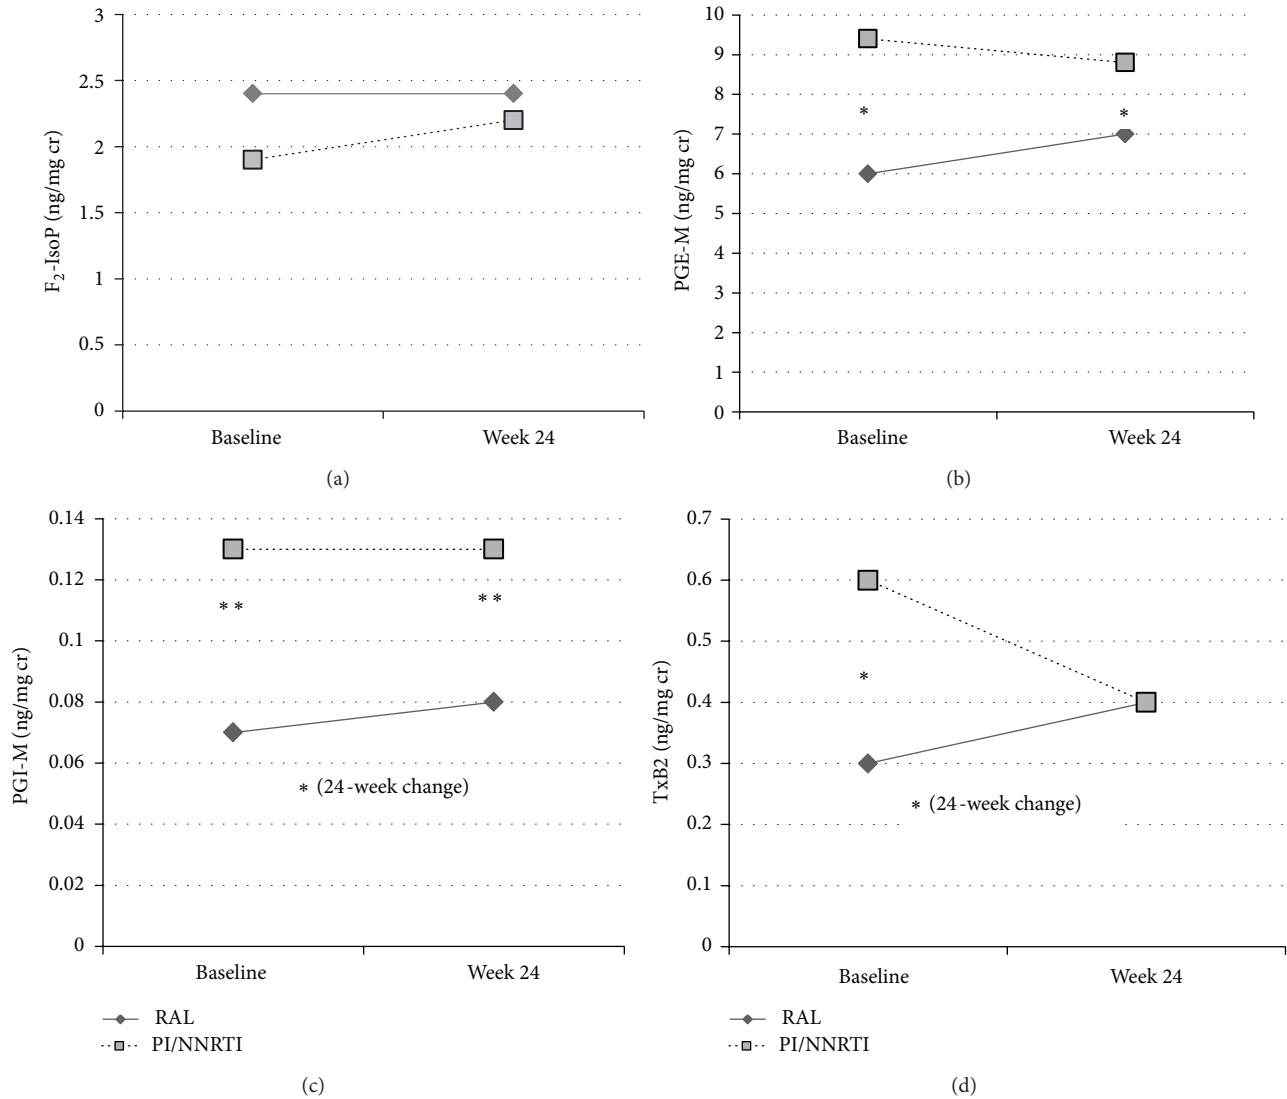 3
2.5
2
1.5
1
0.5
0
F2-IsoP (ng/mg cr)
Baseline
Week 24
(a)
10
9
8
7
6
5
4
3
2
1
0
PGE-M (ng/mg cr)
*
*
Baseline
Week 24
(b)
0.14
0.12
0.1
0.08
0.06
0.04
0.02
0
PGI-M (ng/mg cr)
**
**
* (24-week change)
Baseline
Week 24
RAL
PI/NNRTI
(c)
0.7
0.6
0.5
0.4
0.3
0.2
0.1
0
TxB2 (ng/mg cr)
*
* (24-week change)
Baseline
Week 24
RAL
PI/NNRTI
(d)